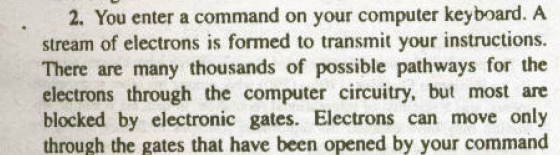 2. You enter a command on your computer keyboard. A
stream of electrons is formed to transmit your instructions.
There are many thousands of possible pathways for the
electrons through the computer circuitry, but most are
blocked by electronic gates. Electrons can move only
through the gates that have been opened by your command